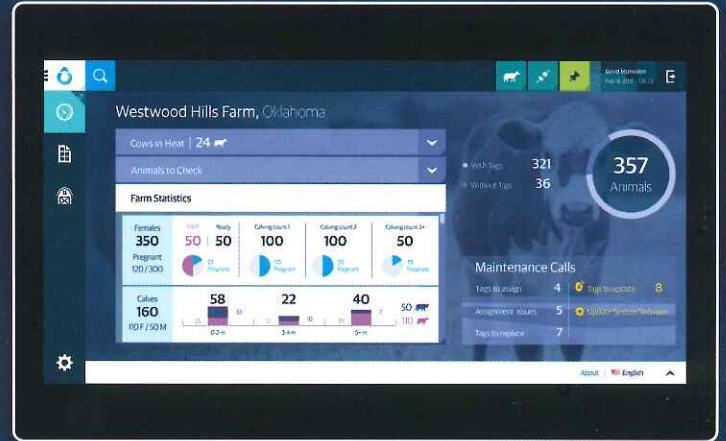 Westwood Hills Farm, Oklahoma
Cows in Heat | 24
Animals to Check
Farm Statistics
Females
350
Pregnant
120 / 300
50 | 50
Ready
Calving count 1
100
Calving count 2
100
Calving count 3+
50
Pregnant
Pregnant
Pregnant
Pregnant
Calves
160
110 F / 50 M
58
22
40
0-2 m
3-4 m
5+ m
50
110
With Tags 321
Without Tags 36
357
Animals
Maintenance Calls
Tags to assign 4
Tags to update 8
Assignment issues 5
Update System Software
Tags to replace 7
About | English